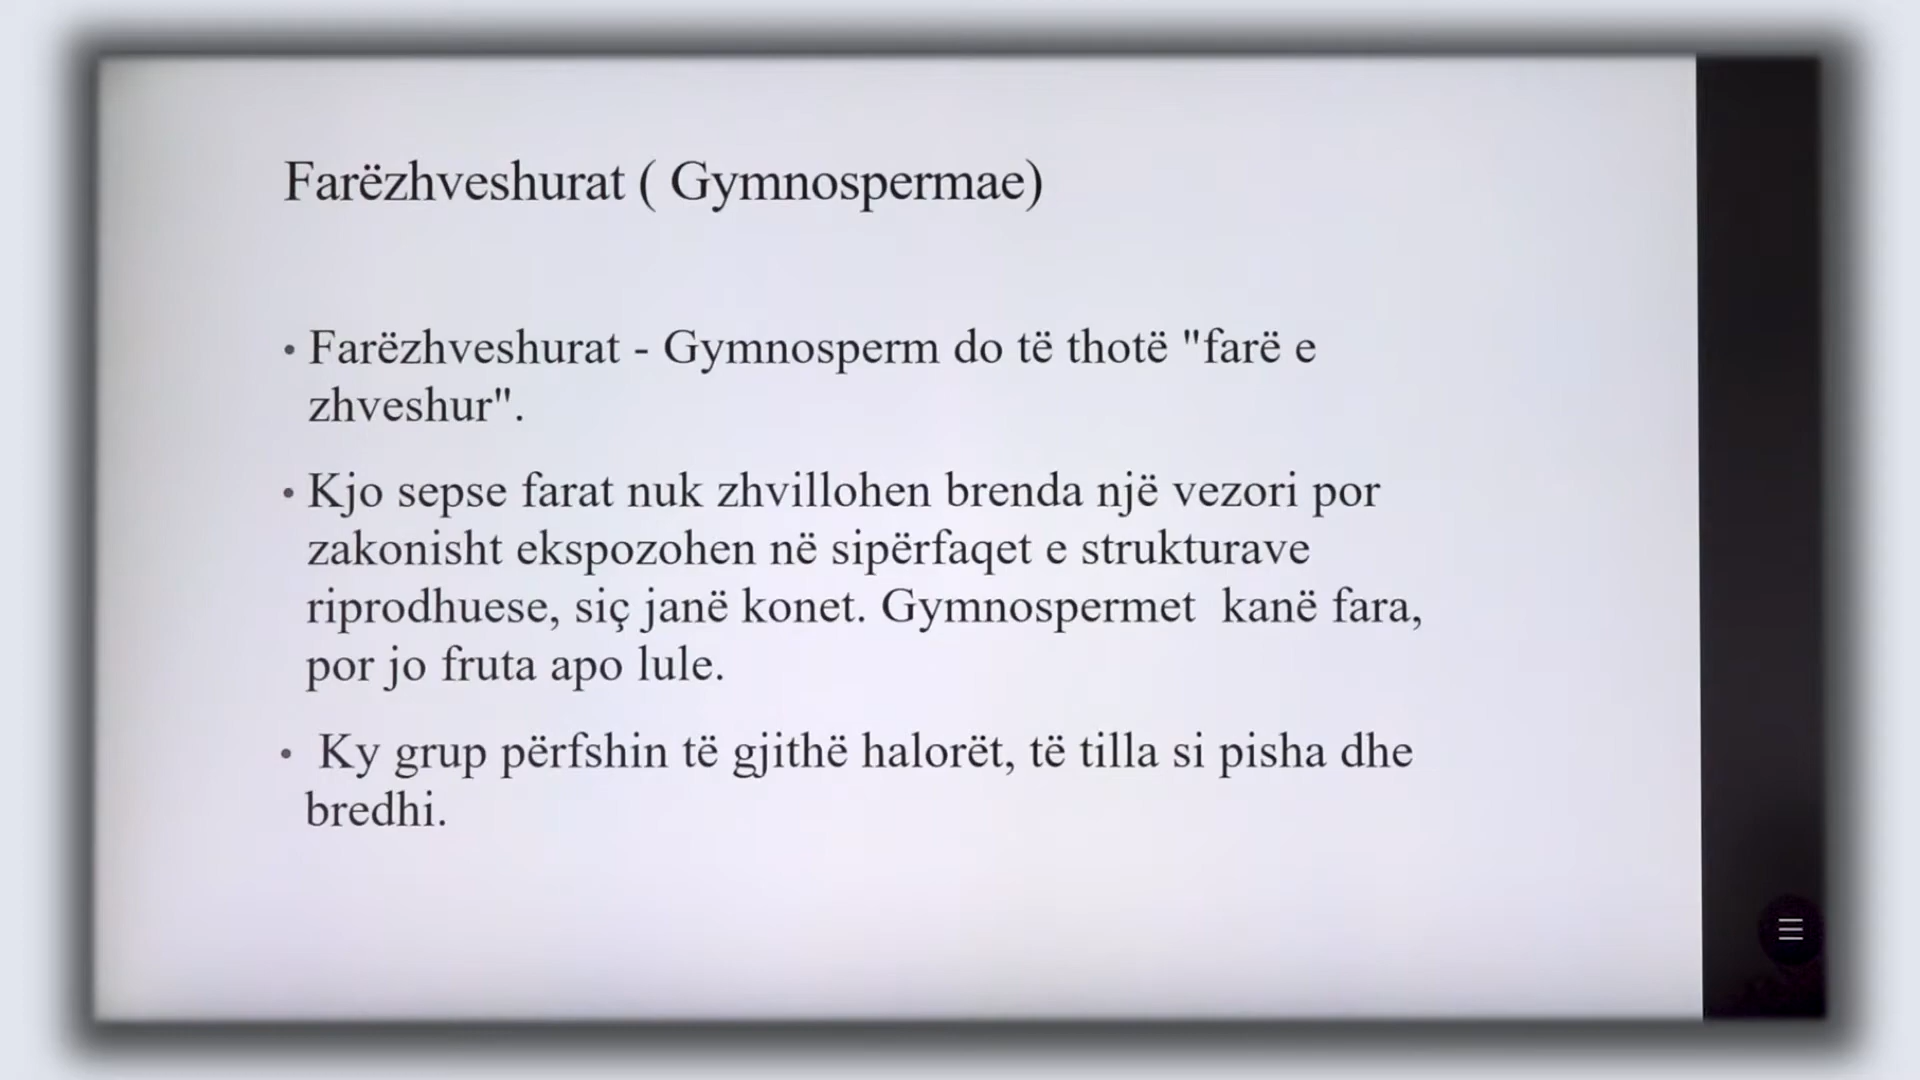 Farëzhveshurat ( Gymnospermae)
• Farëzhveshurat - Gymnosperm do të thotë "farë e
zhveshur".
• Kjo sepse farat nuk zhvillohen brenda një vezori por
zakonisht ekspozohen në sipërfaqet e strukturave
riprodhuese, siç janë konet. Gymnospermet  kanë fara,
por jo fruta apo lule.
•  Ky grup përfshin të gjithë halorët, të tilla si pisha dhe
bredhi.